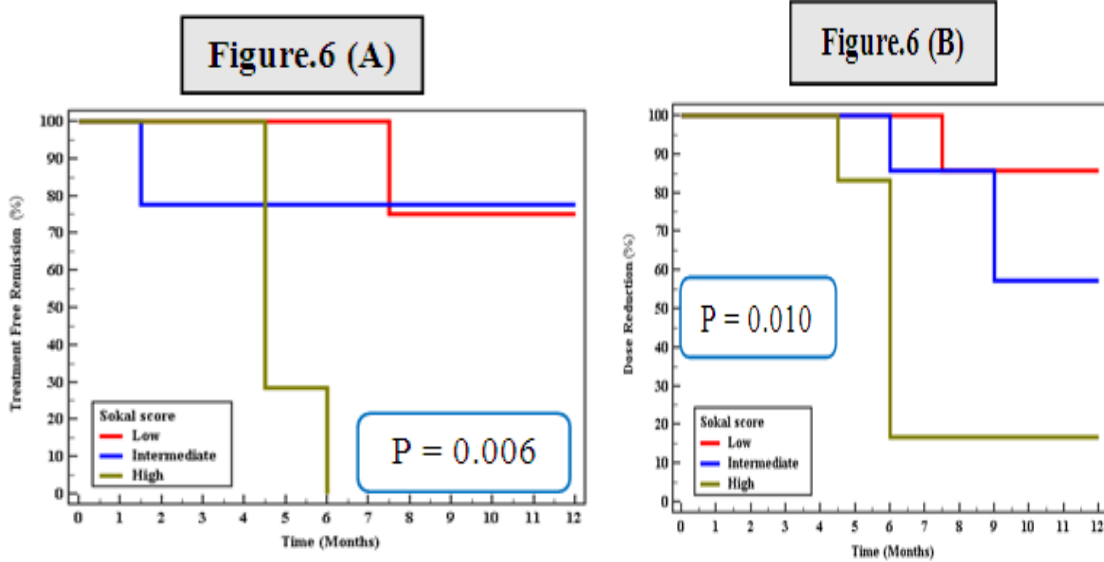 Figure.6 (A)
100
90
80
70
60
50
40
30
20
10
0
Treatment Free Remission (%)
Sokal score
Low
Intermediate
High
P = 0.006
0 1 2 3 4 5 6 7 8 9 10 11 12
Time (Months)
Figure.6 (B)
100
90
80
70
60
50
40
30
20
10
0
Dose Reduction (%)
P = 0.010
Sokal score
Low
Intermediate
High
0 1 2 3 4 5 6 7 8 9 10 11 12
Time (Months)